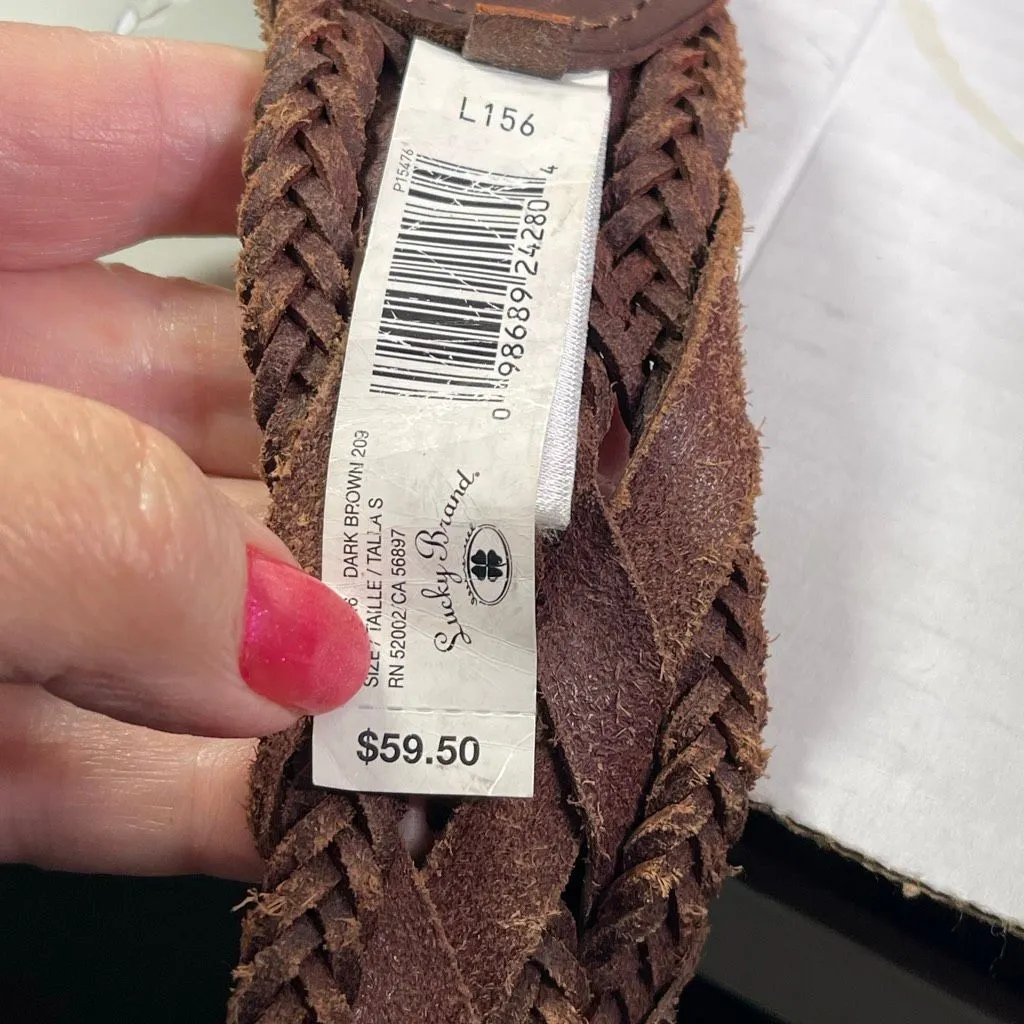 L156
P15476
0 98689 24280 4
DARK BROWN 209
SIZE / TAILLE / TALLA S
RN 52002/CA 56897
Lucky Brand
$59.50